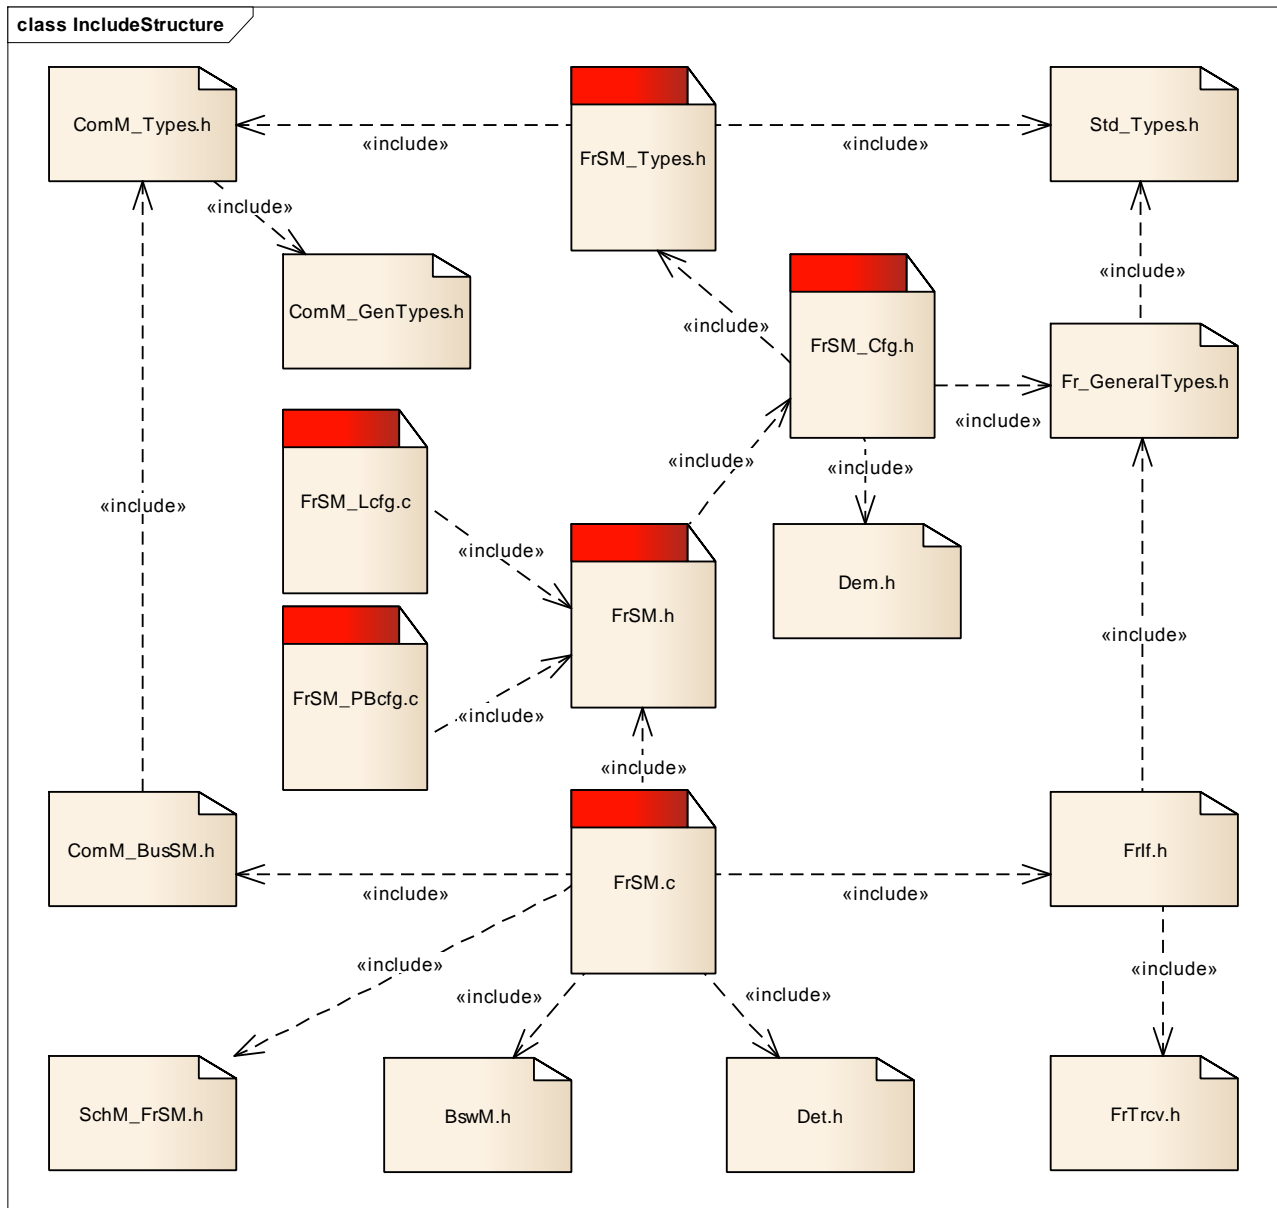 class IncludeStructure
ComM_Types.h
«include»
FrSM_Types.h
«include»
Std_Types.h
«include»
«include»
ComM_GenTypes.h
«include»
FrSM_Cfg.h
Fr_GeneralTypes.h
«include»
«include»
«include»
«include»
FrSM_Lcfg.c
«include»
Dem.h
FrSM.h
«include»
FrSM_PBcfg.c
«include»
«include»
ComM_BusSM.h
«include»
FrSM.c
«include»
FrIf.h
«include»
«include»
«include»
«include»
SchM_FrSM.h
BswM.h
Det.h
FrTrcv.h